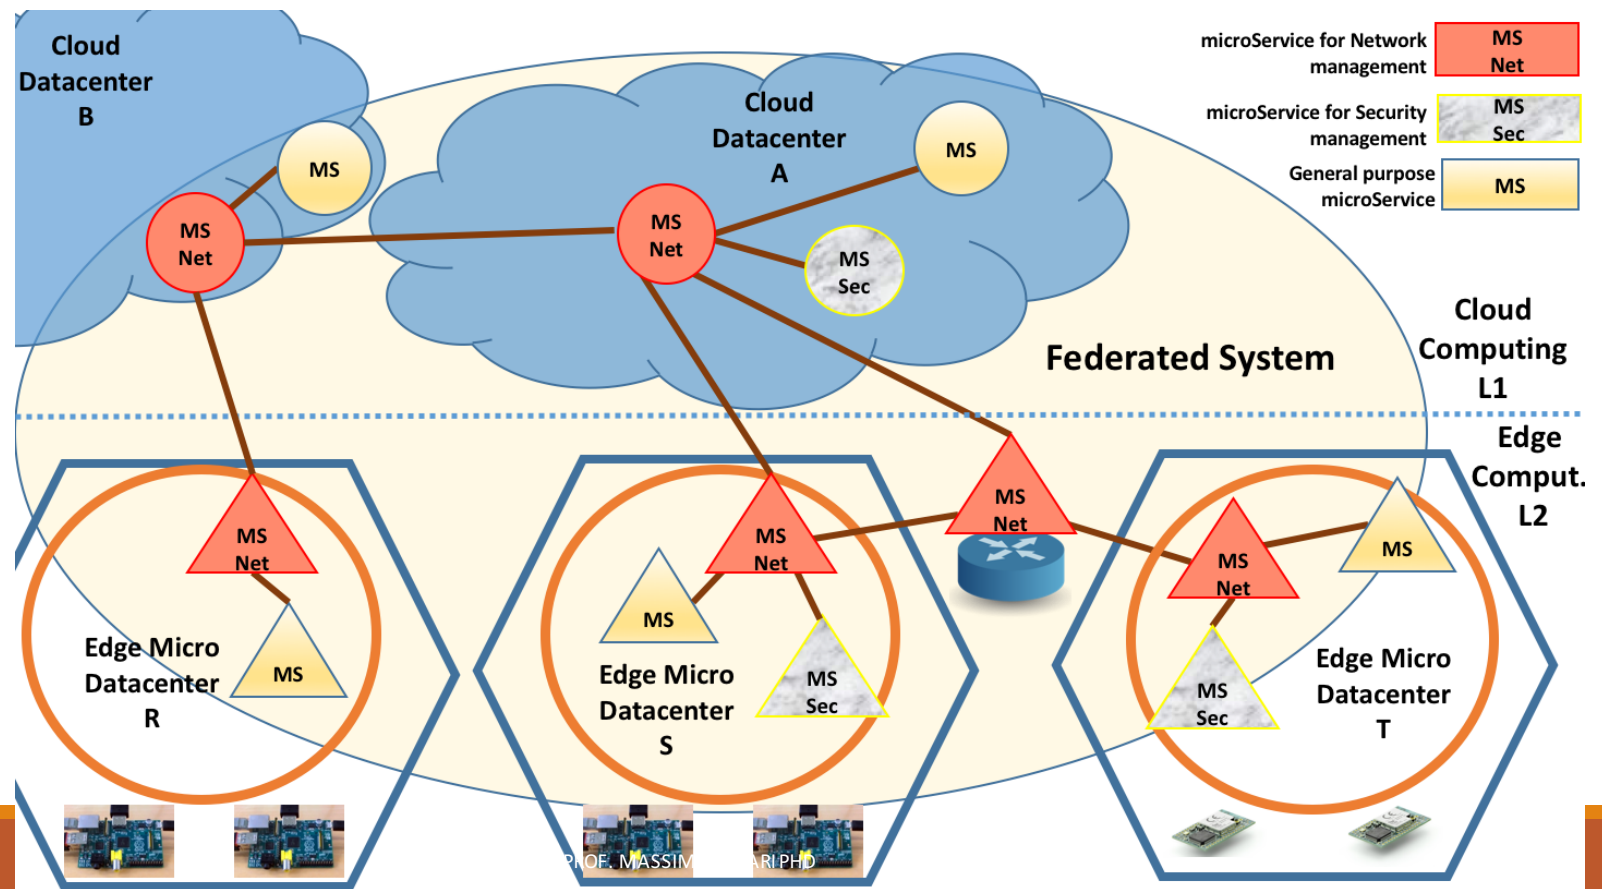 Cloud
Datacenter
B
Cloud
Datacenter
A
microService for Network
management
MS
Net
microService for Security
management
MS
Sec
General purpose
microService
MS
MS
MS
Net
MS
MS
Net
MS
Sec
Federated System
Cloud
Computing
L1
Edge
Comput.
L2
MS
Net
MS
Edge Micro
Datacenter
R
MS
Net
MS
MS
Sec
Edge Micro
Datacenter
S
MS
Net
MS
Net
MS
MS
Sec
Edge Micro
Datacenter
T
PROF. PHD